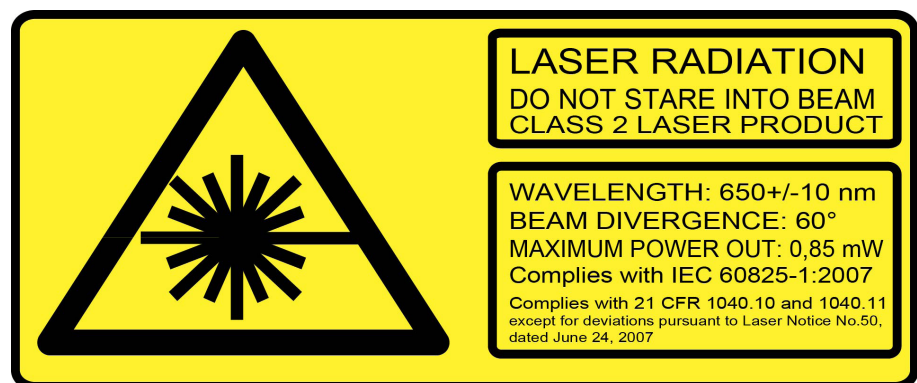 LASER RADIATION
DO NOT STARE INTO BEAM
CLASS 2 LASER PRODUCT
WAVELENGTH: 650+/-10 nm
BEAM DIVERGENCE: 60°
MAXIMUM POWER OUT: 0,85 mW
Complies with IEC 60825-1:2007
Complies with 21 CFR 1040.10 and 1040.11
except for deviations pursuant to Laser Notice No.50,
dated June 24, 2007